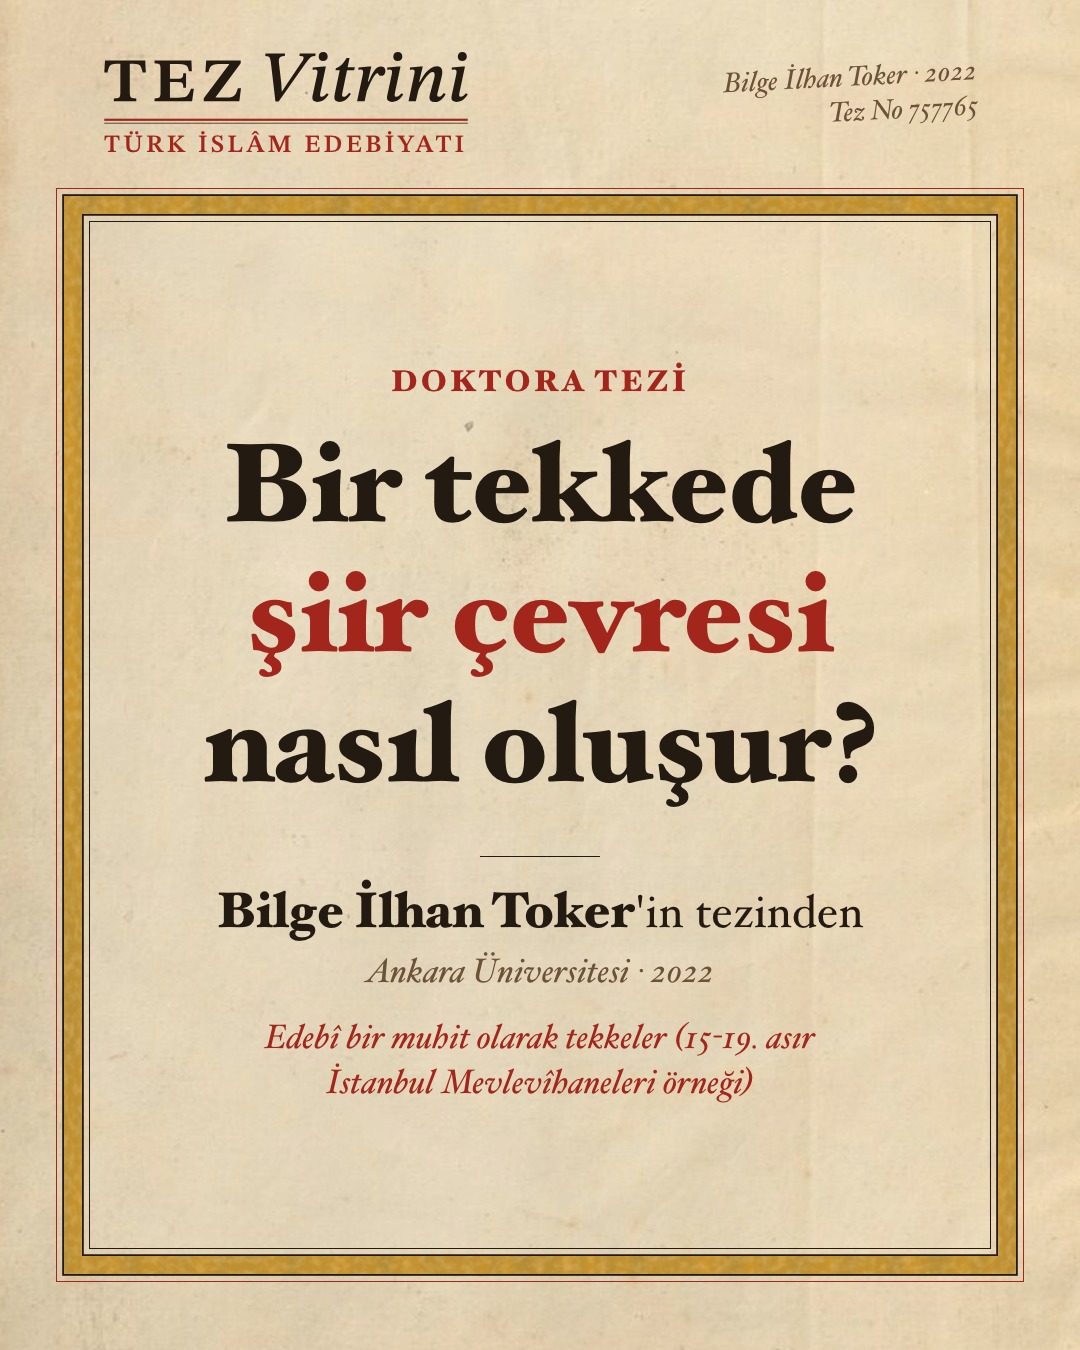 TEZ Vitrini
TÜRK İSLÂM EDEBİYATI
Bilge İlhan Toker · 2022
Tez No 757765
DOKTORA TEZİ
Bir tekkede
şiir çevresi
nasıl oluşur?
Bilge İlhan Toker'in tezinden
Ankara Üniversitesi · 2022
Edebî bir muhit olarak tekkeler (15-19. asır
İstanbul Mevlevîhaneleri örneği)